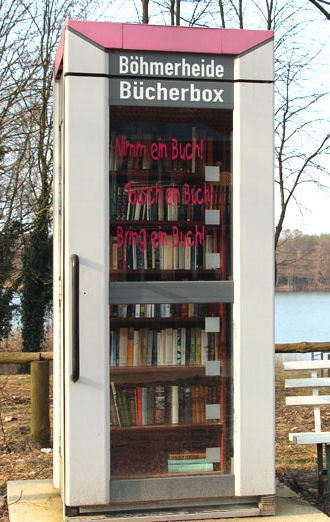 Böhmerheide
Bücherbox
Nimm ein Buch!
Tausch ein Buch!
Bring ein Buch!